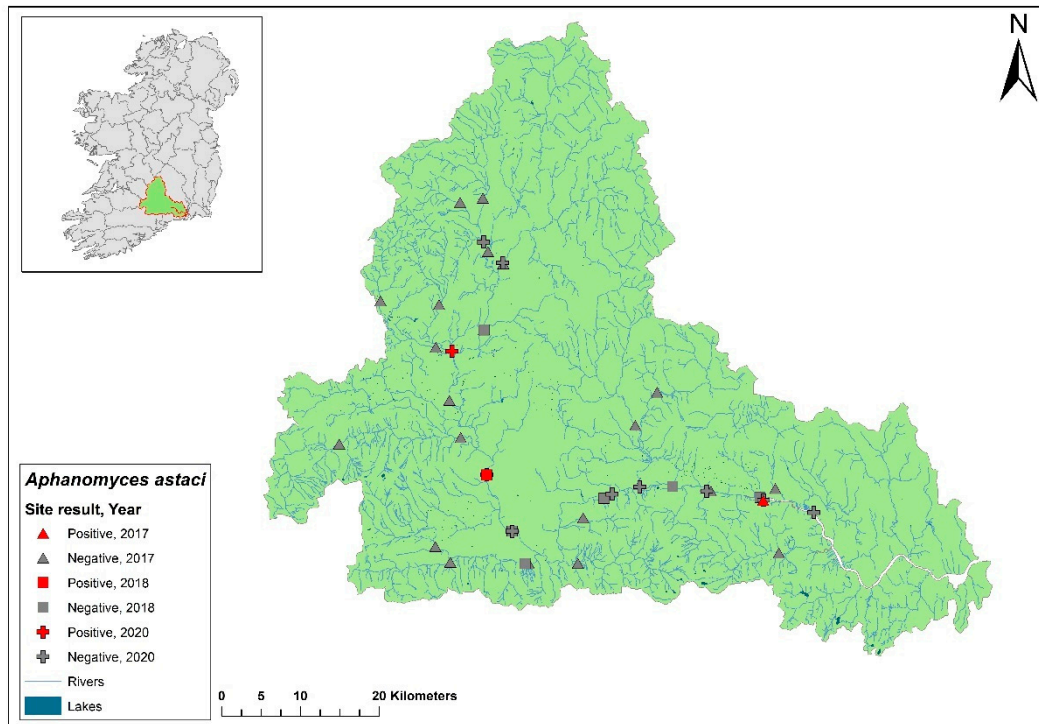 N
Aphanomyces astaci
Site result, Year
Positive, 2017
Negative, 2017
Positive, 2018
Negative, 2018
Positive, 2020
Negative, 2020
Rivers
Lakes
0 5 10 20 Kilometers